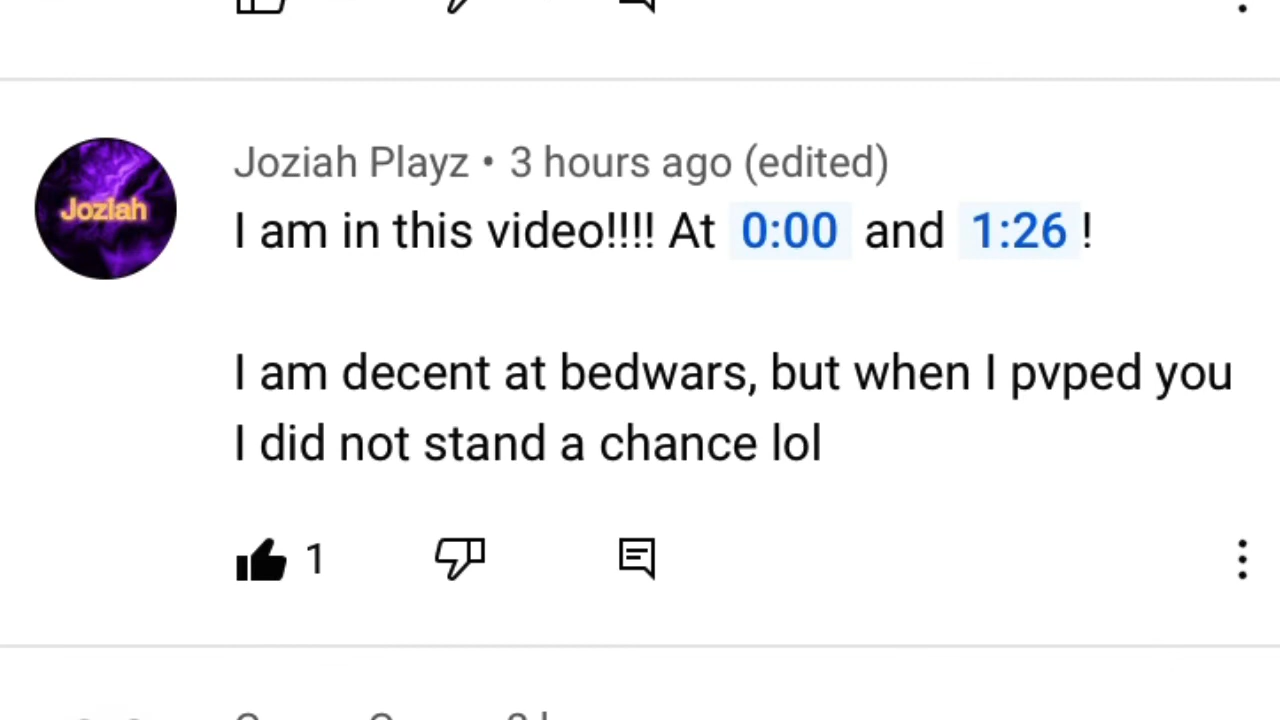 Joziah
Joziah Playz • 3 hours ago (edited)
I am in this video!!!! At 0:00 and 1:26 !
I am decent at bedwars, but when I pvped you
I did not stand a chance lol
1